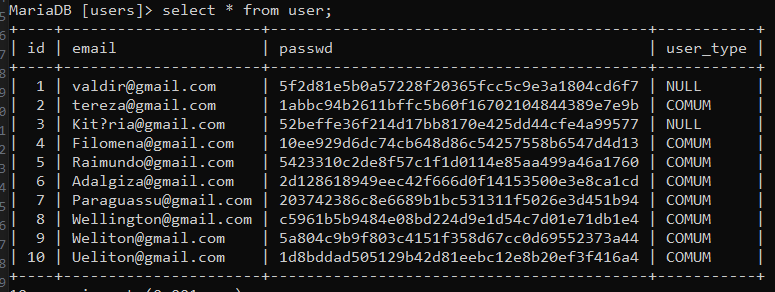 MariaDB [users]> select * from user;
+----+----------------------+------------------------------------------+-----------+
| id | email | passwd | user_type |
+----+----------------------+------------------------------------------+-----------+
| 1 | valdir@gmail.com | 5f2d81e5b0a57228f20365fcc5c9e3a1804cd6f7 | NULL |
| 2 | tereza@gmail.com | 1abbc94b2611bffc5b60f16702104844389e7e9b | COMUM |
| 3 | Kit?ria@gmail.com | 52beffe36f214d17bb8170e425dd44cfe4a99577 | NULL |
| 4 | Filomena@gmail.com | 10ee929d6dc74cb648d86c54257558b6547d4d13 | COMUM |
| 5 | Raimundo@gmail.com | 5423310c2de8f57c1f1d0114e85aa499a46a1760 | COMUM |
| 6 | Adalgiza@gmail.com | 2d128618949eec42f666d0f14153500e3e8ca1cd | COMUM |
| 7 | Paraguassu@gmail.com | 203742386c8e6689b1bc531311f5026e3d451b94 | COMUM |
| 8 | Wellington@gmail.com | c5961b5b9484e08bd224d9e1d54c7d01e71db1e4 | COMUM |
| 9 | Weliton@gmail.com | 5a804c9b9f803c4151f358d67cc0d69552373a44 | COMUM |
| 10 | Ueliton@gmail.com | 1d8bddad505129b42d81eebc12e8b20ef3f416a4 | COMUM |
+----+----------------------+------------------------------------------+-----------+